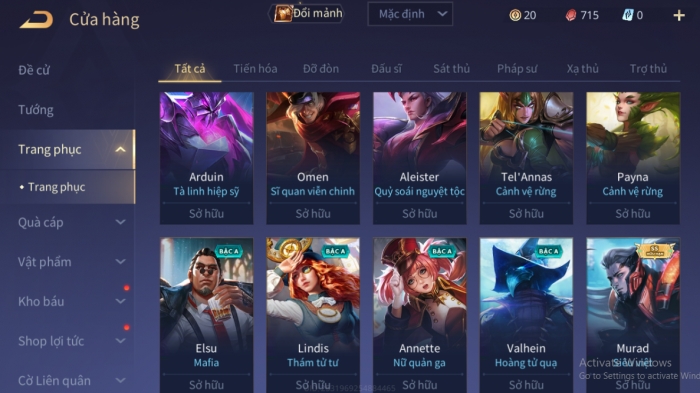 Cửa hàng
Đổi mảnh
Mặc định
20
715
0
Đề cử
Tướng
Trang phục
Trang phục
Quà cáp
Vật phẩm
Kho báu
Shop lợi tức
Cờ Liên quân
Tất cả
Tiến hóa
Đỡ đòn
Đấu sĩ
Sát thủ
Pháp sư
Xạ thủ
Trợ thủ
Arduin
Tà linh hiệp sỹ
Sở hữu
Omen
Sĩ quan viễn chinh
Sở hữu
Aleister
Quỷ soái nguyệt tộc
Sở hữu
Tel'Annas
Cảnh vệ rừng
Sở hữu
Payna
Cảnh vệ rừng
Sở hữu
BẬC A
Elsu
Mafia
Sở hữu
BẬC A
Lindis
Thám tử tư
Sở hữu
BẬC A
Annette
Nữ quản ga
Sở hữu
BẬC A
Valhein
Hoàng tử quạ
Sở hữu
Murad
Siêu việt
Sở hữu
Activate Windows
Go to Settings to activate Wind